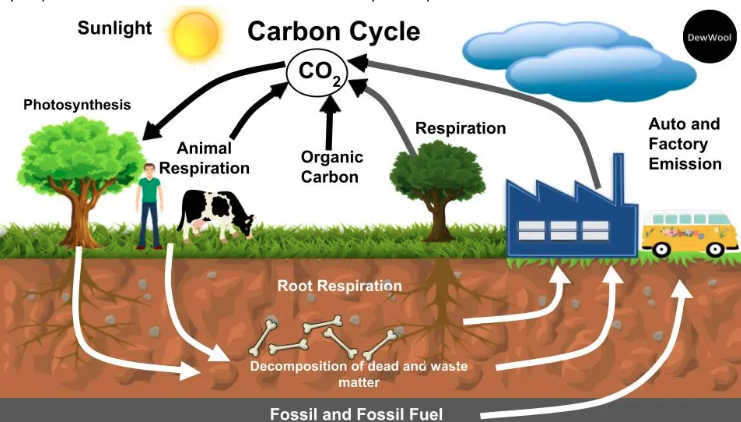 Sunlight
Carbon Cycle
DewWool
CO2
Photosynthesis
Animal
Respiration
Organic
Carbon
Respiration
Auto and
Factory
Emission
Root Respiration
Decomposition of dead and waste
matter
Fossil and Fossil Fuel